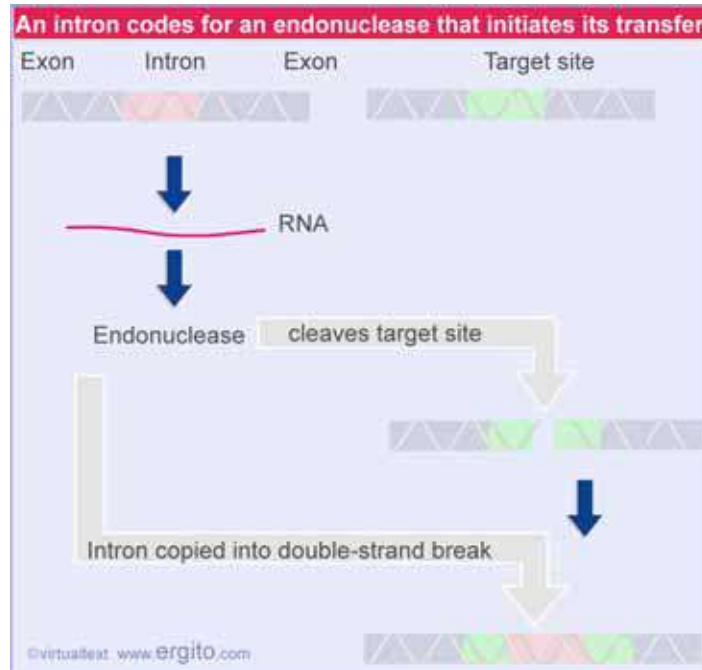 An intron codes for an endonuclease that initiates its transfer
Exon Intron Exon Target site
RNA
Endonuclease cleaves target site
Intron copied into double-strand break
©virtualtext www.ergito.com